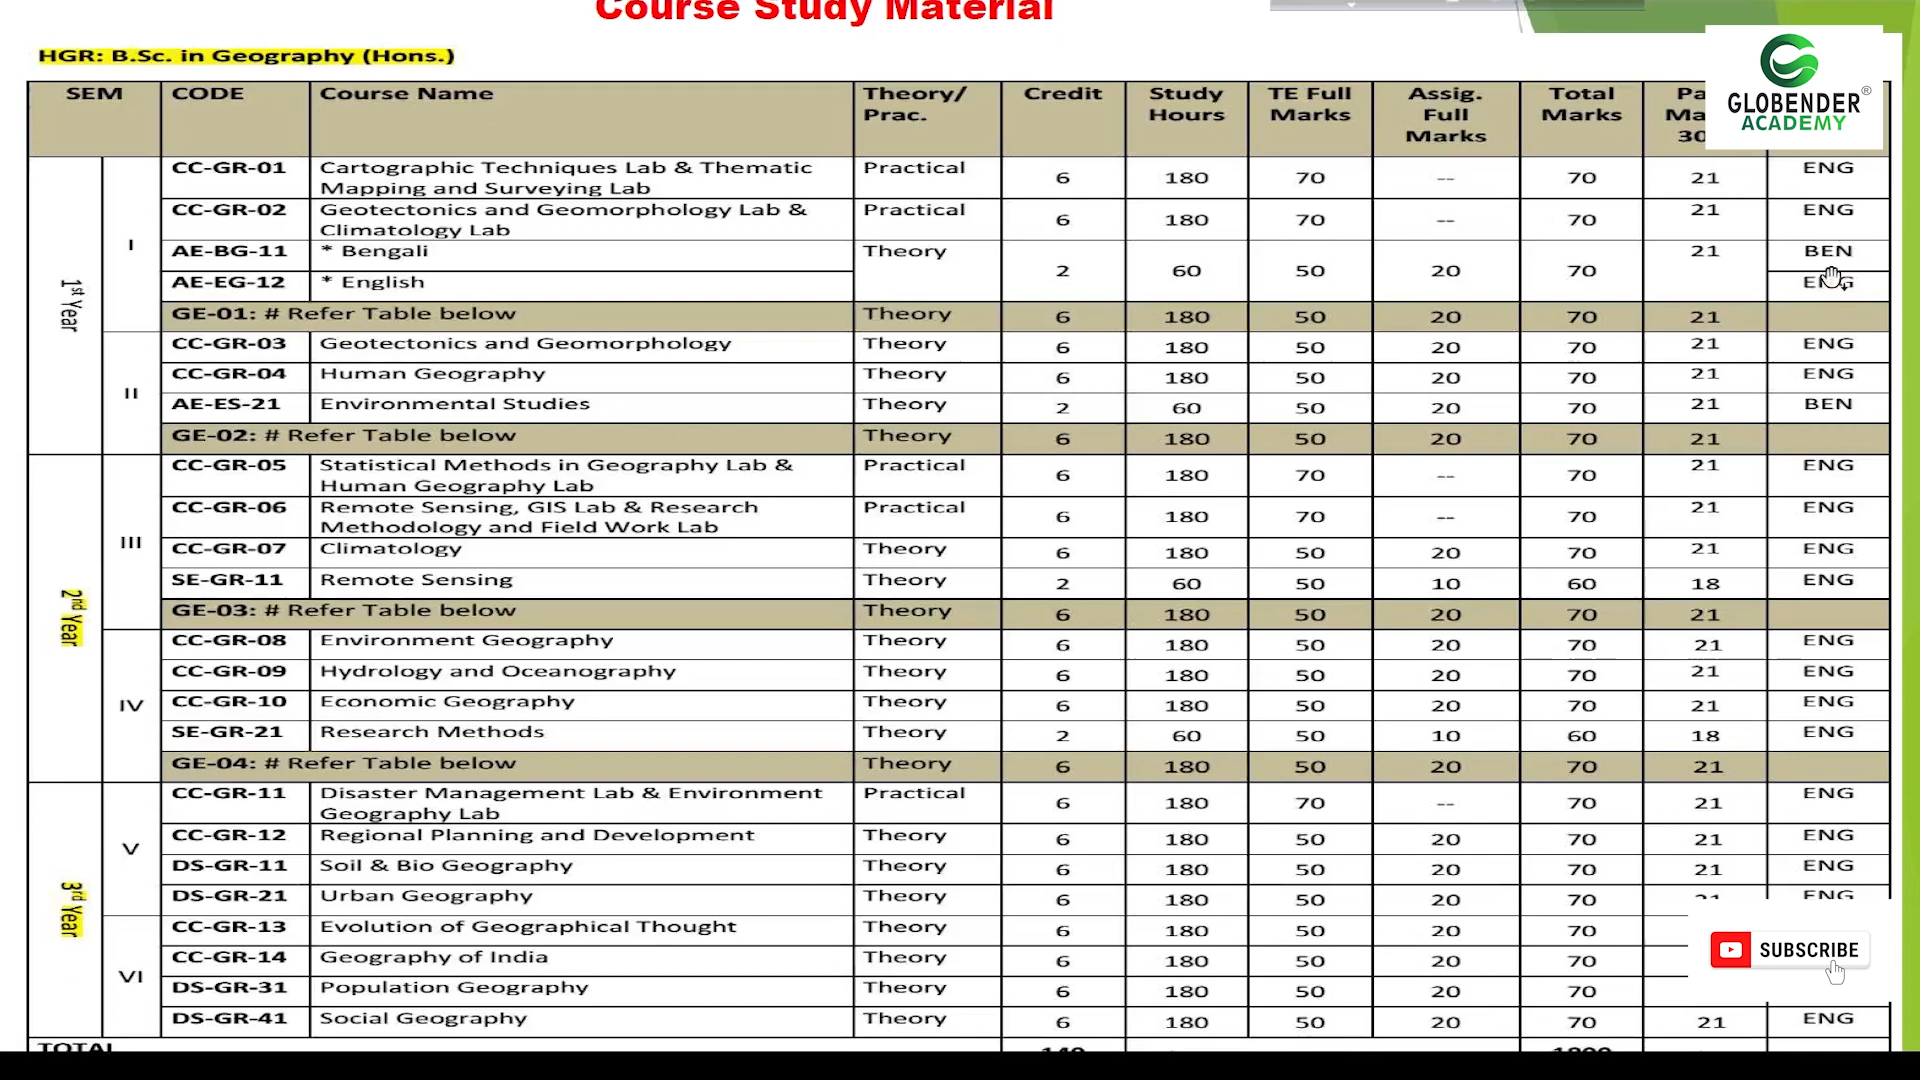 Course Study Material
HGR: B.Sc. in Geography (Hons.)
GLOBENDER®
ACADEMY
SEM CODE Course Name Theory/ Prac. Credit Study Hours TE Full Marks Assig. Full Marks Total Marks
1st Year
I
CC-GR-01 Cartographic Techniques Lab & Thematic Mapping and Surveying Lab Practical 6 180 70 -- 70 21 ENG
CC-GR-02 Geotectonics and Geomorphology Lab & Climatology Lab Practical 6 180 70 -- 70 21 ENG
AE-BG-11 * Bengali Theory 2 60 50 20 70 21 BEN
AE-EG-12 * English ENG
GE-01: # Refer Table below Theory 6 180 50 20 70 21
II
CC-GR-03 Geotectonics and Geomorphology Theory 6 180 50 20 70 21 ENG
CC-GR-04 Human Geography Theory 6 180 50 20 70 21 ENG
AE-ES-21 Environmental Studies Theory 2 60 50 20 70 21 BEN
GE-02: # Refer Table below Theory 6 180 50 20 70 21
2nd Year
III
CC-GR-05 Statistical Methods in Geography Lab & Human Geography Lab Practical 6 180 70 -- 70 21 ENG
CC-GR-06 Remote Sensing, GIS Lab & Research Methodology and Field Work Lab Practical 6 180 70 -- 70 21 ENG
CC-GR-07 Climatology Theory 6 180 50 20 70 21 ENG
SE-GR-11 Remote Sensing Theory 2 60 50 10 60 18 ENG
GE-03: # Refer Table below Theory 6 180 50 20 70 21
IV
CC-GR-08 Environment Geography Theory 6 180 50 20 70 21 ENG
CC-GR-09 Hydrology and Oceanography Theory 6 180 50 20 70 21 ENG
CC-GR-10 Economic Geography Theory 6 180 50 20 70 21 ENG
SE-GR-21 Research Methods Theory 2 60 50 10 60 18 ENG
GE-04: # Refer Table below Theory 6 180 50 20 70 21
3rd Year
V
CC-GR-11 Disaster Management Lab & Environment Geography Lab Practical 6 180 70 -- 70 21 ENG
CC-GR-12 Regional Planning and Development Theory 6 180 50 20 70 21 ENG
DS-GR-11 Soil & Bio Geography Theory 6 180 50 20 70 21 ENG
DS-GR-21 Urban Geography Theory 6 180 50 20 70 21 ENG
VI
CC-GR-13 Evolution of Geographical Thought Theory 6 180 50 20 70
CC-GR-14 Geography of India Theory 6 180 50 20 70
DS-GR-31 Population Geography Theory 6 180 50 20 70
DS-GR-41 Social Geography Theory 6 180 50 20 70 21 ENG
TOTAL
SUBSCRIBE